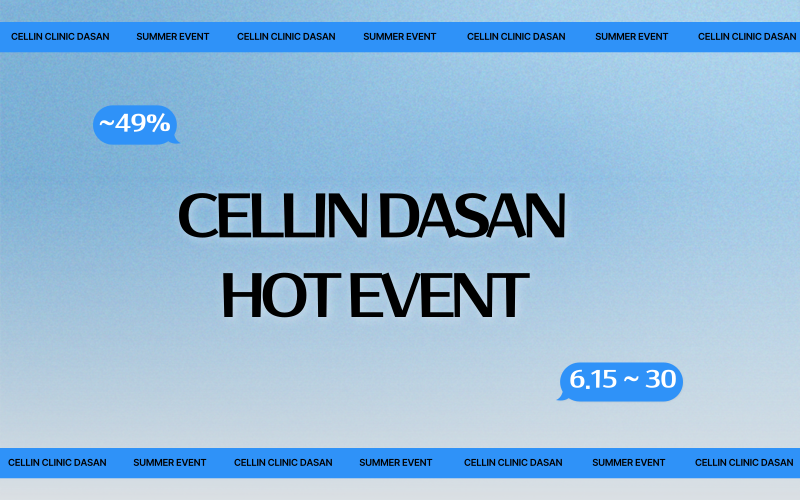 CELLIN CLINIC DASAN SUMMER EVENT CELLIN CLINIC DASAN SUMMER EVENT CELLIN CLINIC DASAN SUMMER EVENT CELLIN CLINIC DASAN
~49%
CELLIN DASAN
HOT EVENT
6.15 ~ 30
CELLIN CLINIC DASAN SUMMER EVENT CELLIN CLINIC DASAN SUMMER EVENT CELLIN CLINIC DASAN SUMMER EVENT CELLIN CLINIC DASAN